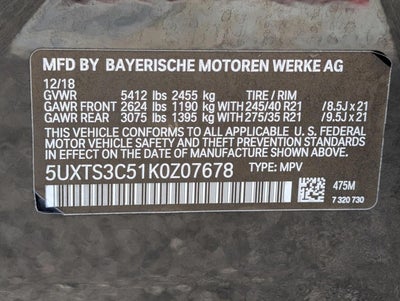 MFD BY BAYERISCHE MOTOREN WERKE AG
12/18
GVWR 5412 lbs 2455 kg TIRE / RIM
GAWR FRONT 2624 lbs 1190 kg WITH 245/40 R21 /8.5J x 21
GAWR REAR 3075 lbs 1395 kg WITH 275/35 R21 /9.5J x 21
THIS VEHICLE CONFORMS TO ALL APPLICABLE U. S. FEDERAL
MOTOR VEHICLE SAFETY AND THEFT PREVENTION STANDARDS
IN EFFECT ON THE DATE OF MANUFACTURE SHOWN ABOVE.
5UXTS3C51K0Z07678 TYPE: MPV
475M
7 320 730